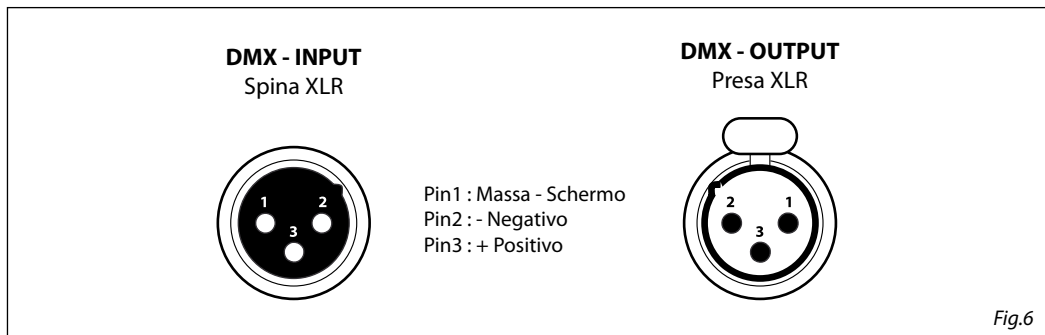 DMX - INPUT
Spina XLR
1
2
3
Pin1 : Massa - Schermo
Pin2 : - Negativo
Pin3 : + Positivo
DMX - OUTPUT
Presa XLR
2
1
3
Fig.6